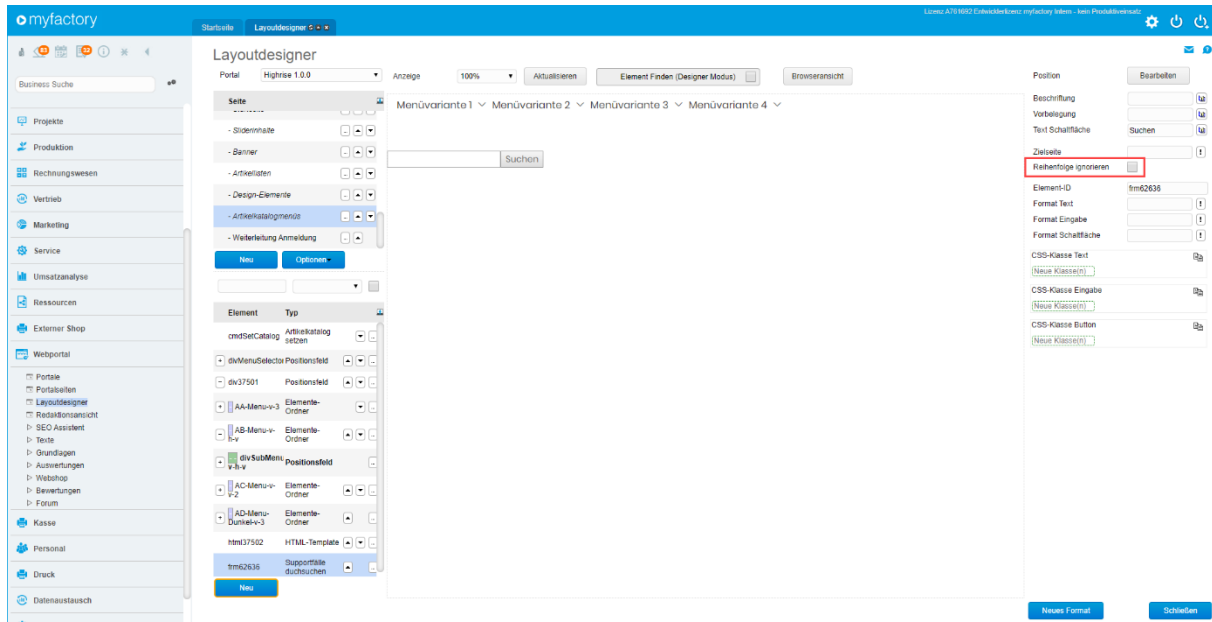 myfactory
Lizenz A761692 Entwicklerlizenz myfactory Intern - kein Produktiveinsatz
Startseite
Layoutdesigner
Business Suche
Projekte
Produktion
Rechnungswesen
Vertrieb
Marketing
Service
Umsatzanalyse
Ressourcen
Externer Shop
Webportal
Portale
Portalseiten
Layoutdesigner
Redaktionsansicht
SEO Assistent
Texte
Grundlagen
Auswertungen
Webshop
Bewertungen
Forum
Kasse
Personal
Druck
Datenaustausch
Layoutdesigner
Portal Highrise 1.0.0 Anzeige 100% Aktualisieren Element Finden (Designer Modus) Browseransicht
Seite
- Sliderinhalte
- Banner
- Artikellisten
- Design-Elemente
- Artikelkatalogmenüs
- Weiterleitung Anmeldung
Neu Optionen
Element Typ
cmdSetCatalog Artikelkatalog setzen
divMenuSelector Positionsfeld
div37501 Positionsfeld
AA-Menu-v-3 Elemente-Ordner
AB-Menu-v-h-v Elemente-Ordner
divSubMenu v-h-v Positionsfeld
AC-Menu-v-v-2 Elemente-Ordner
AD-Menu-Dunkel-v-3 Elemente-Ordner
html37502 HTML-Template
frm62636 Supportfälle duchsuchen
Neu
Menüvariante 1 Menüvariante 2 Menüvariante 3 Menüvariante 4
Suchen
Position Bearbeiten
Beschriftung
Vorbelegung
Text Schaltfläche Suchen
Zielseite
Reihenfolge ignorieren
Element-ID frm62636
Format Text
Format Eingabe
Format Schaltfläche
CSS-Klasse Text
Neue Klasse(n)
CSS-Klasse Eingabe
Neue Klasse(n)
CSS-Klasse Button
Neue Klasse(n)
Neues Format Schließen